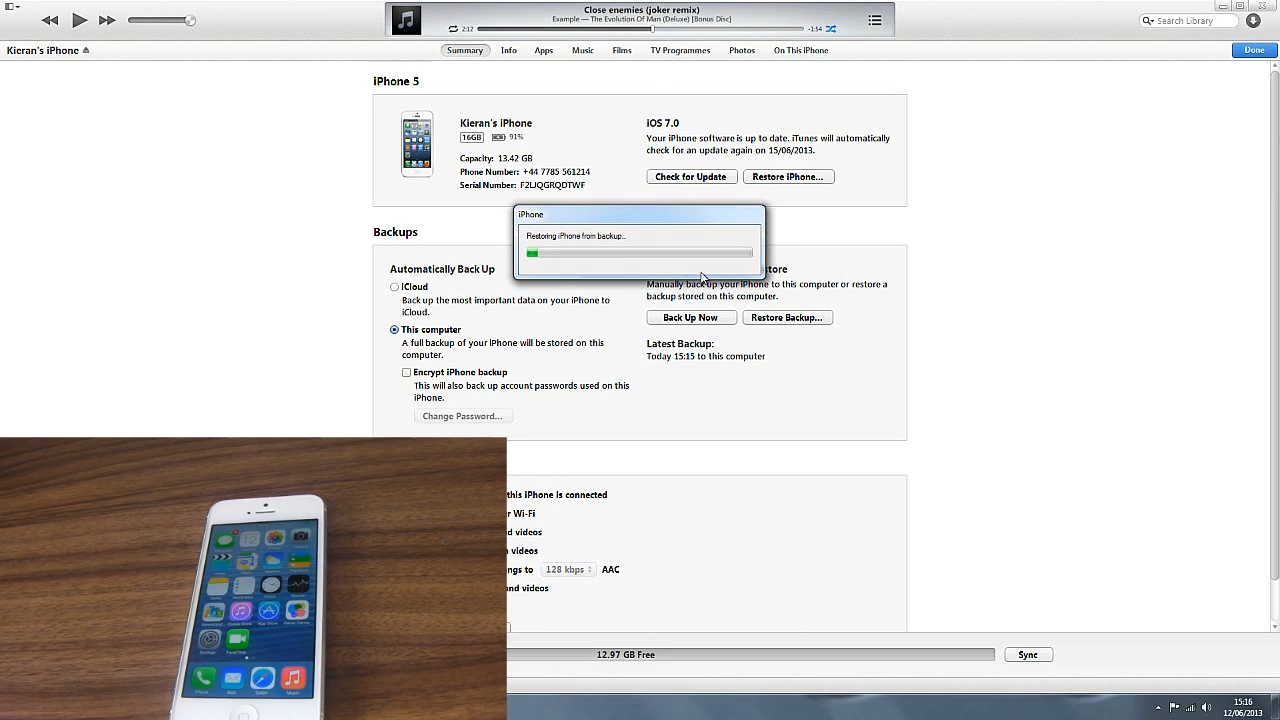 Close enemies (joker remix)
Example — The Evolution Of Man (Deluxe) [Bonus Disc]
2:12
-1:54
Search Library
Kieran's iPhone
Summary
Info
Apps
Music
Films
TV Programmes
Photos
On This iPhone
Done
iPhone 5
Kieran's iPhone
16GB
91%
Capacity: 13.42 GB
Phone Number: +44 7785 561214
Serial Number: F2LJQGRQDTWF
iOS 7.0
Your iPhone software is up to date. iTunes will automatically
check for an update again on 15/06/2013.
Check for Update
Restore iPhone...
iPhone
Restoring iPhone from backup...
Backups
Automatically Back Up
iCloud
Back up the most important data on your iPhone to
iCloud.
This computer
A full backup of your iPhone will be stored on this
computer.
Encrypt iPhone backup
This will also back up account passwords used on this
iPhone.
Change Password...
store
Manually back up your iPhone to this computer or restore a
backup stored on this computer.
Back Up Now
Restore Backup...
Latest Backup:
Today 15:15 to this computer
this iPhone is connected
r Wi-Fi
d videos
n videos
ngs to
128 kbps
AAC
and videos
12.97 GB Free
Sync
Settings
FaceTime
Phone
Mail
Safari
Music
15:16
12/06/2013